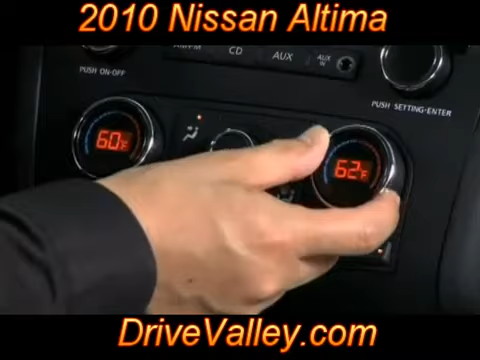 2010 Nissan Altima
CD
AUX
AUX IN
PUSH ON·OFF
PUSH SETTING·ENTER
60°F
62°F
DriveValley.com